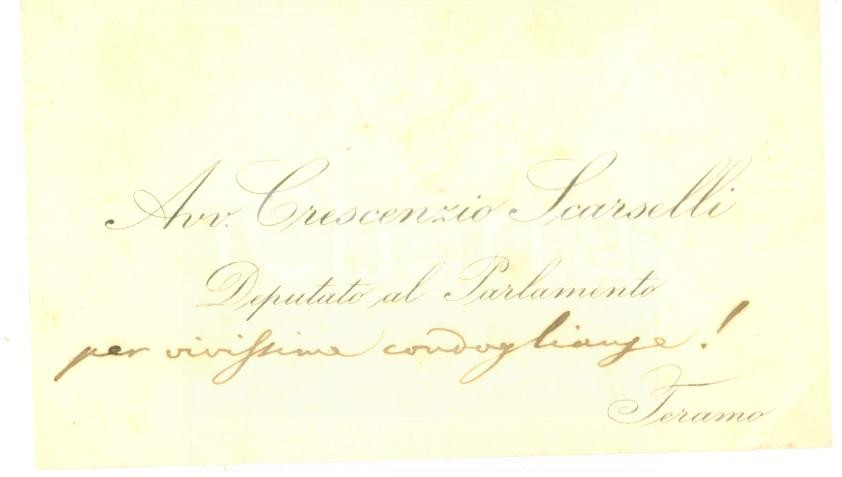 Avv. Crescenzio Scarselli
Deputato al Parlamento
per vivissime condoglianze!
Teramo